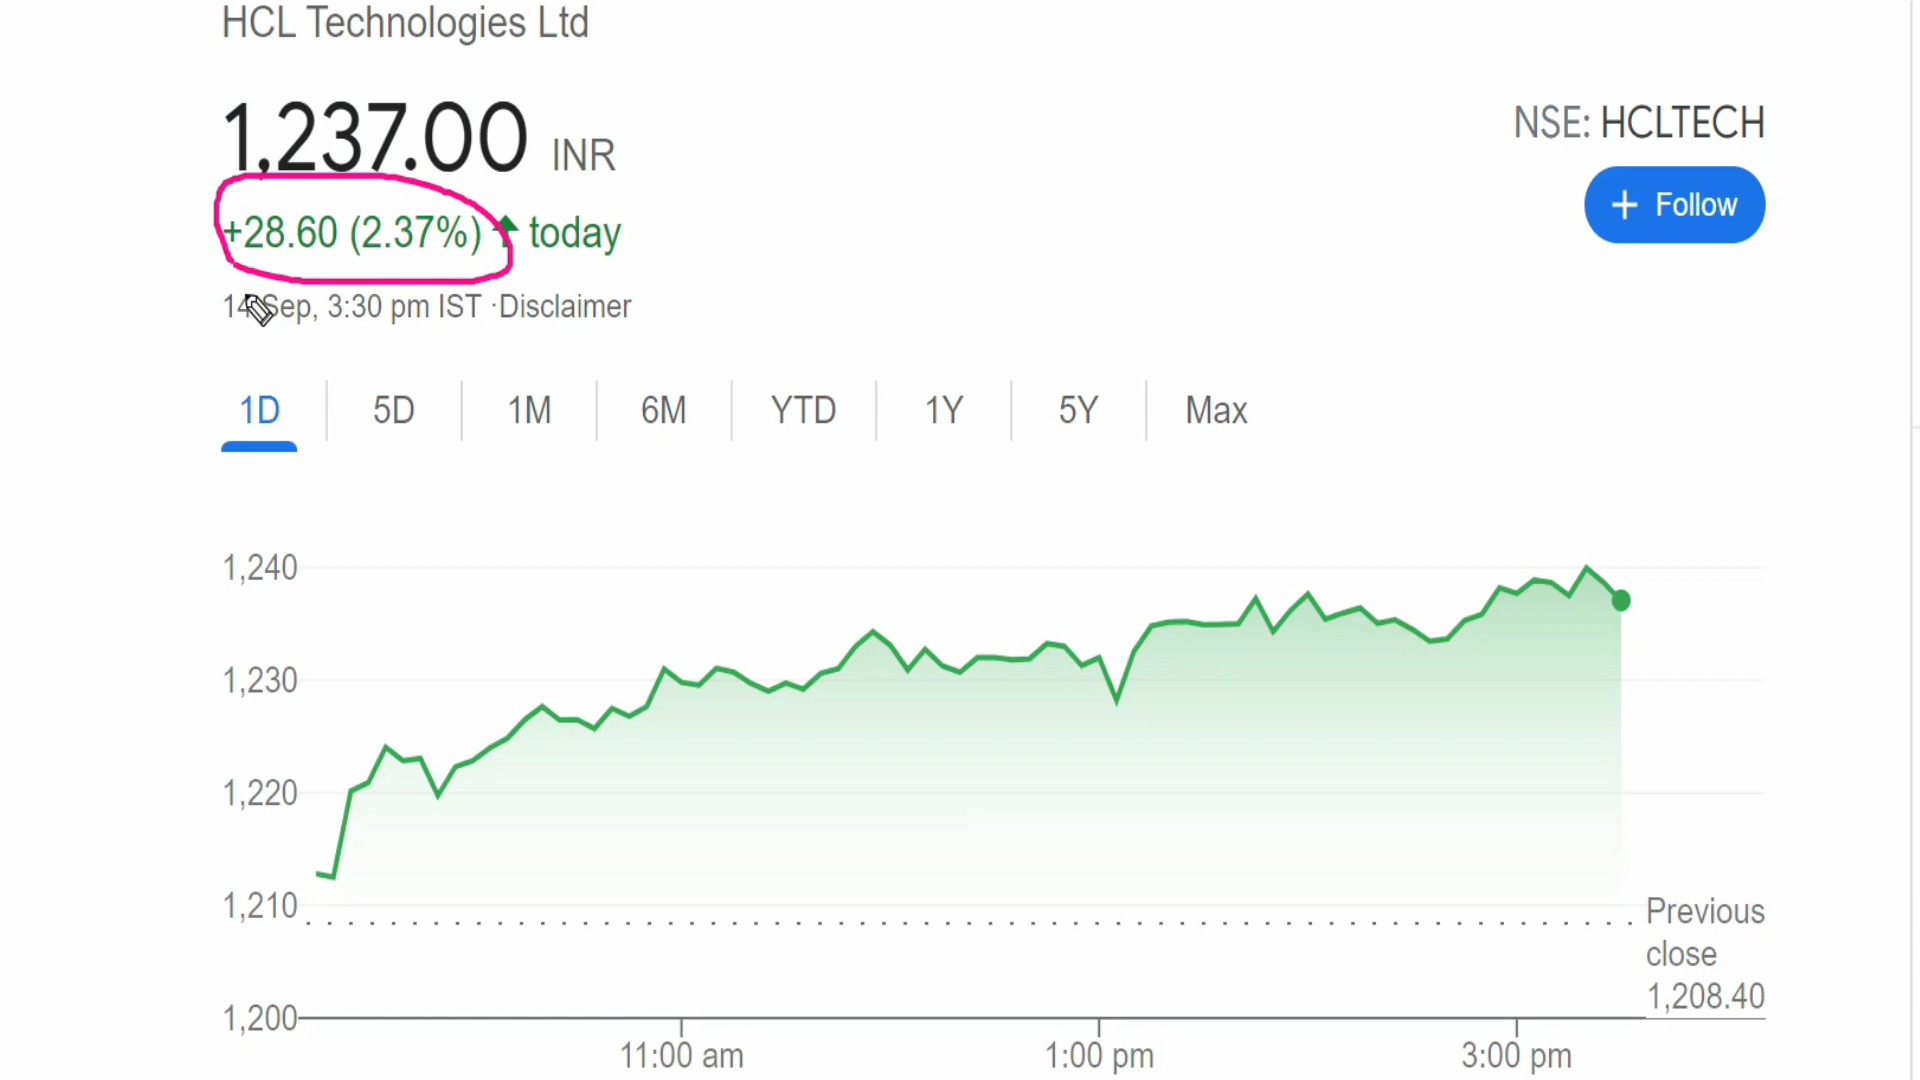 HCL Technologies Ltd
1,237.00 INR
NSE: HCLTECH
+ Follow
+28.60 (2.37%) today
14 Sep, 3:30 pm IST ·Disclaimer
1D 5D 1M 6M YTD 1Y 5Y Max
1,240
1,230
1,220
1,210
Previous
close
1,208.40
1,200
11:00 am 1:00 pm 3:00 pm